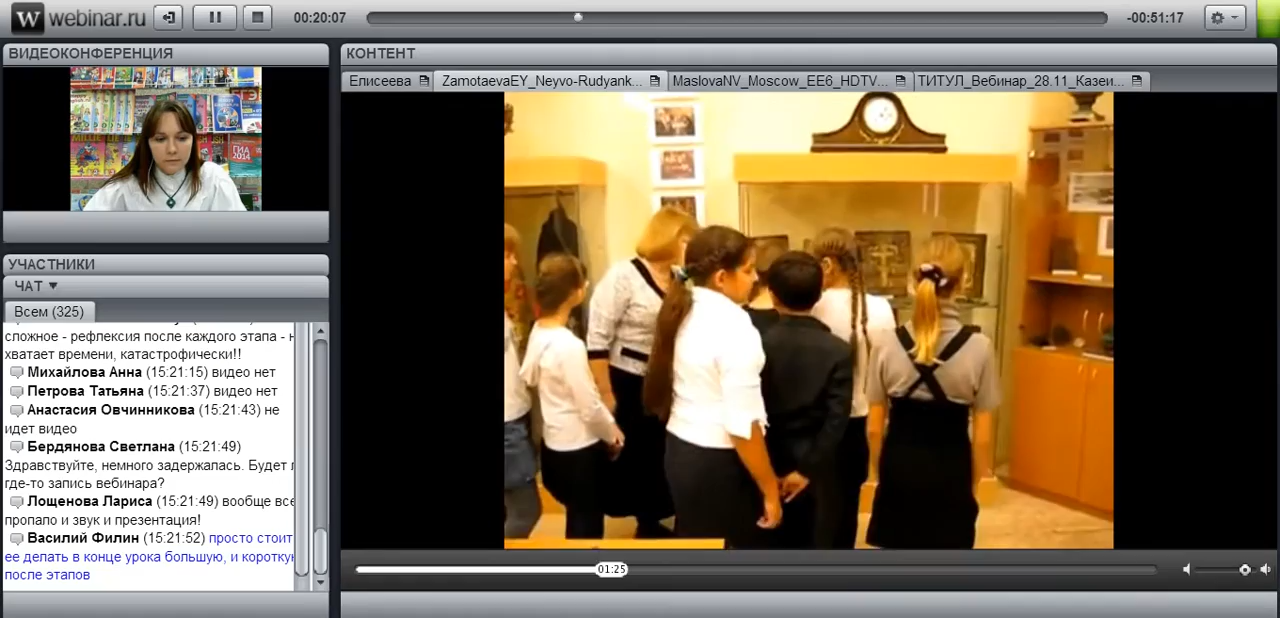 W webinar.ru
00:20:07
-00:51:17
ВИДЕОКОНФЕРЕНЦИЯ
КОНТЕНТ
Елисеева
ZamotaevaEY_Neyvo-Rudyank...
MaslovaNV_Moscow_EE6_HDTV...
ТИТУЛ_Вебинар_28.11_Казеи...
ГИА
2014
УЧАСТНИКИ
ЧАТ
Всем (325)
сложное - рефлексия после каждого этапа -
хватает времени, катастрофически!!
Михайлова Анна (15:21:15) видео нет
Петрова Татьяна (15:21:37) видео нет
Анастасия Овчинникова (15:21:43) не
идет видео
Бердянова Светлана (15:21:49)
Здравствуйте, немного задержалась. Будет
где-то запись вебинара?
Лощенова Лариса (15:21:49) вообще все
пропало и звук и презентация!
Василий Филин (15:21:52) просто стоит
ее делать в конце урока большую, и коротку
после этапов
01:25